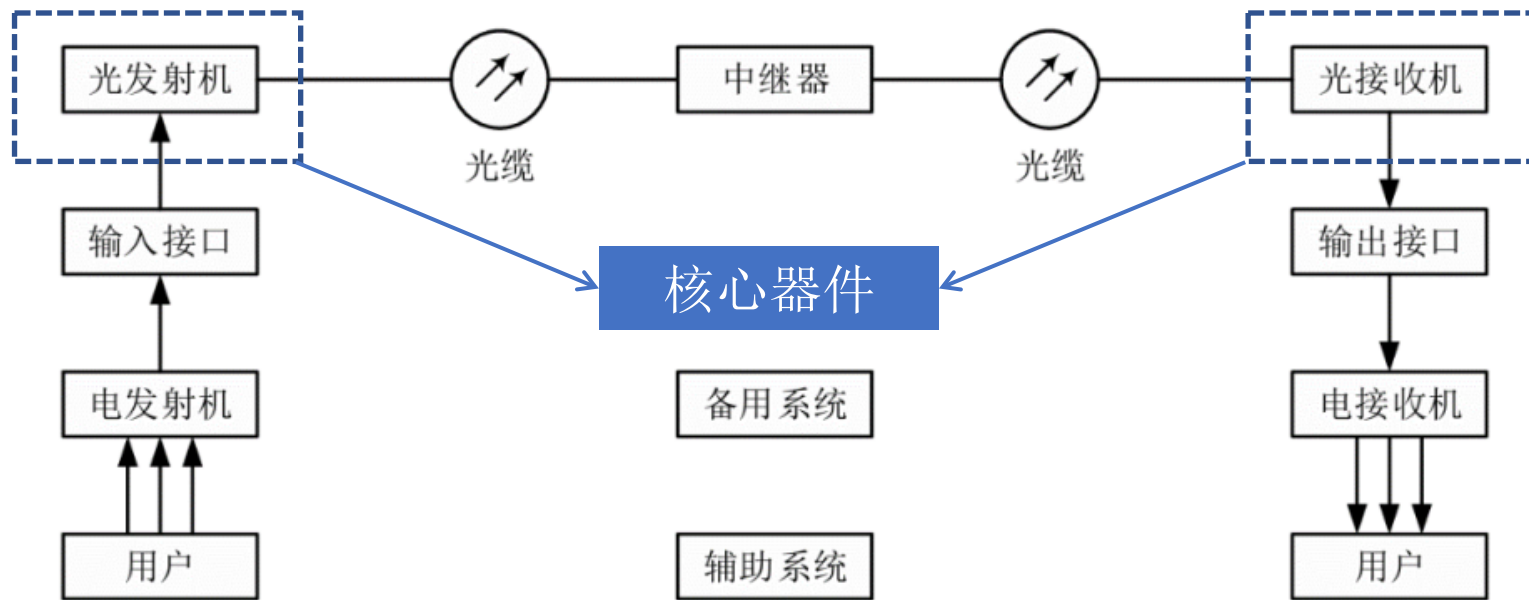 光发射机
中继器
光接收机
光缆
光缆
输入接口
输出接口
核心器件
电发射机
备用系统
电接收机
用户
辅助系统
用户